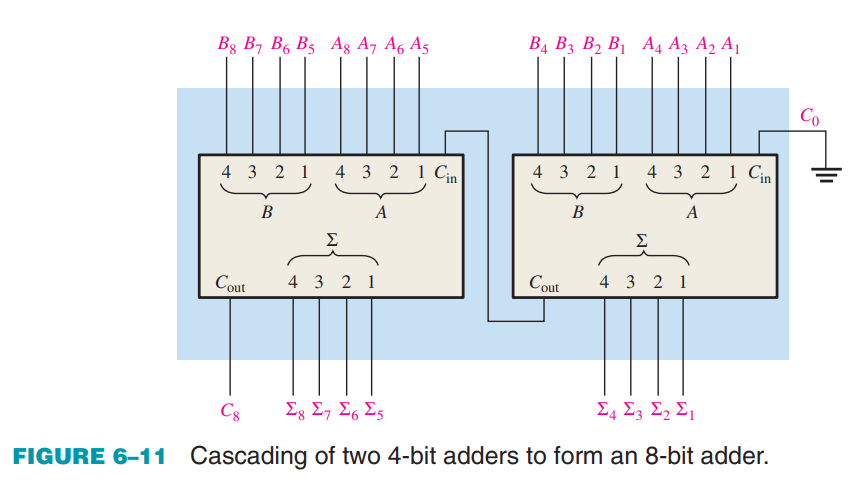 B₈ B₇ B₆ B₅ A₈ A₇ A₆ A₅ B₄ B₃ B₂ B₁ A₄ A₃ A₂ A₁
C₀
4 3 2 1 4 3 2 1 Cin 4 3 2 1 4 3 2 1 Cin
B A B A
Σ Σ
Cout 4 3 2 1 Cout 4 3 2 1
C₈ Σ₈ Σ₇ Σ₆ Σ₅ Σ₄ Σ₃ Σ₂ Σ₁
FIGURE 6–11 Cascading of two 4-bit adders to form an 8-bit adder.